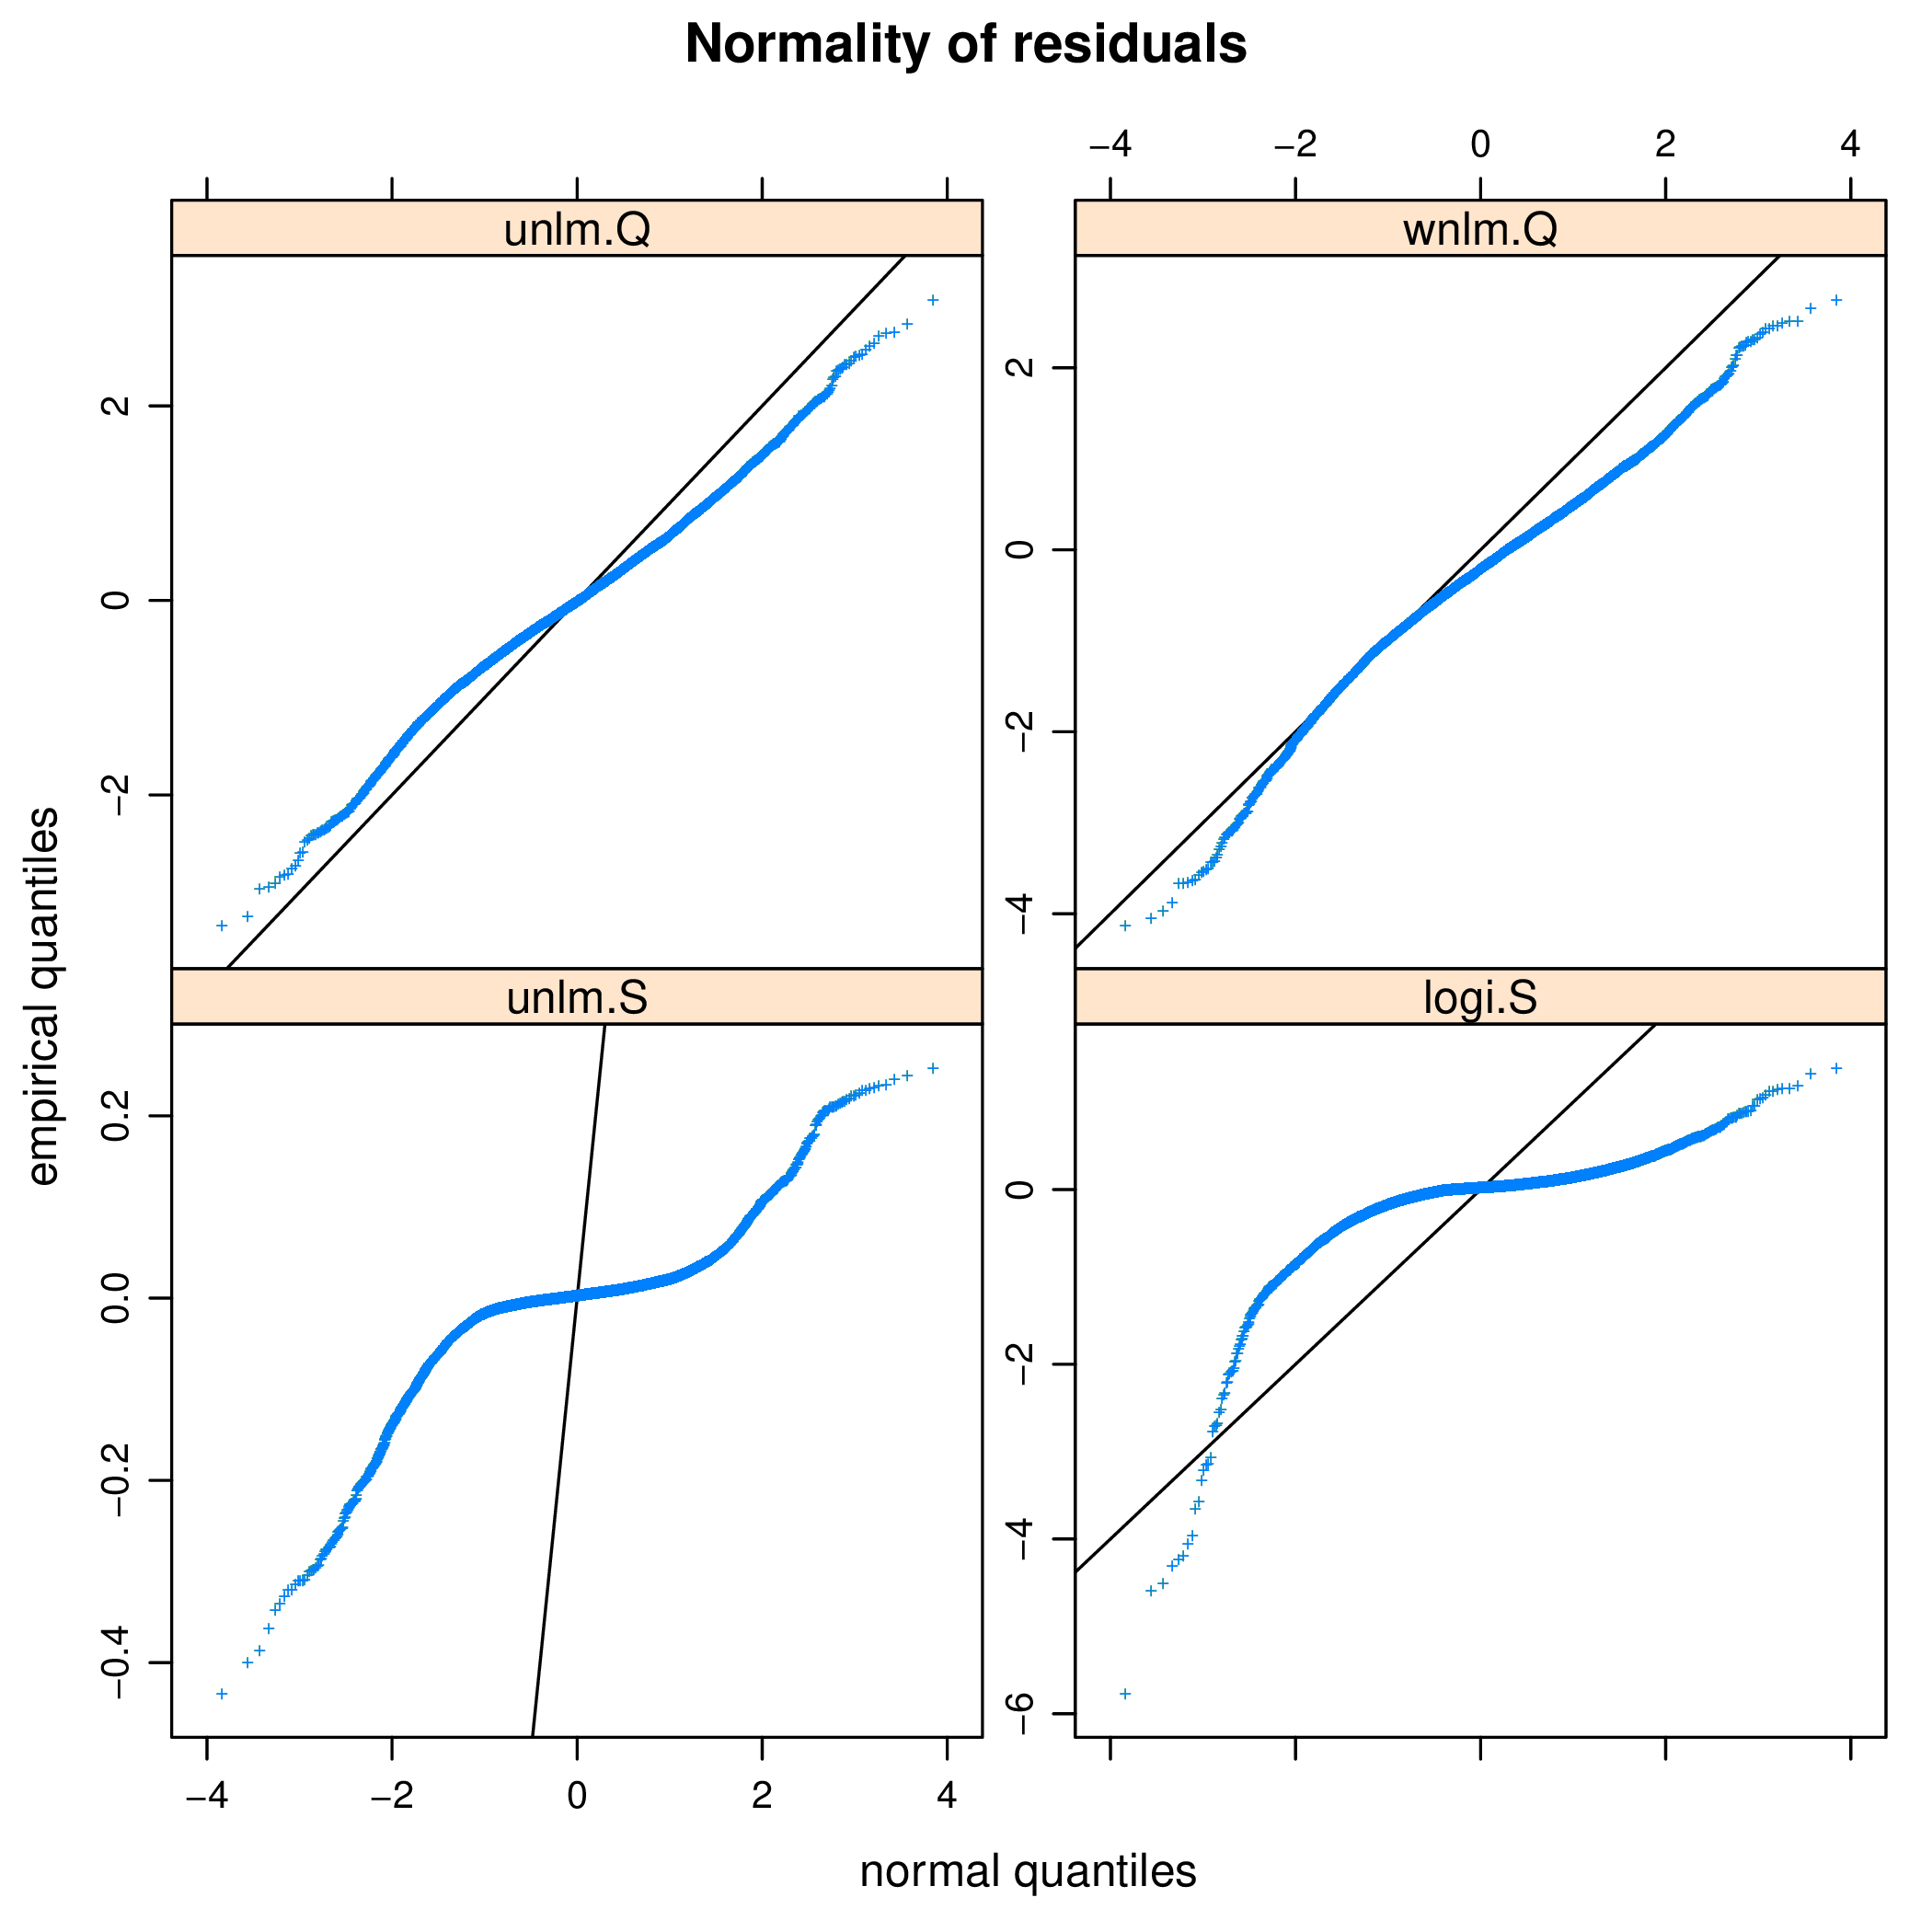 Normality of residuals
−4 −2 0 2 4
unlm.Q wnlm.Q
2 0 −2
2 0 −2 −4
empirical quantiles
unlm.S logi.S
0.2 0.0 −0.2 −0.4
0 −2 −4 −6
−4 −2 0 2 4
normal quantiles